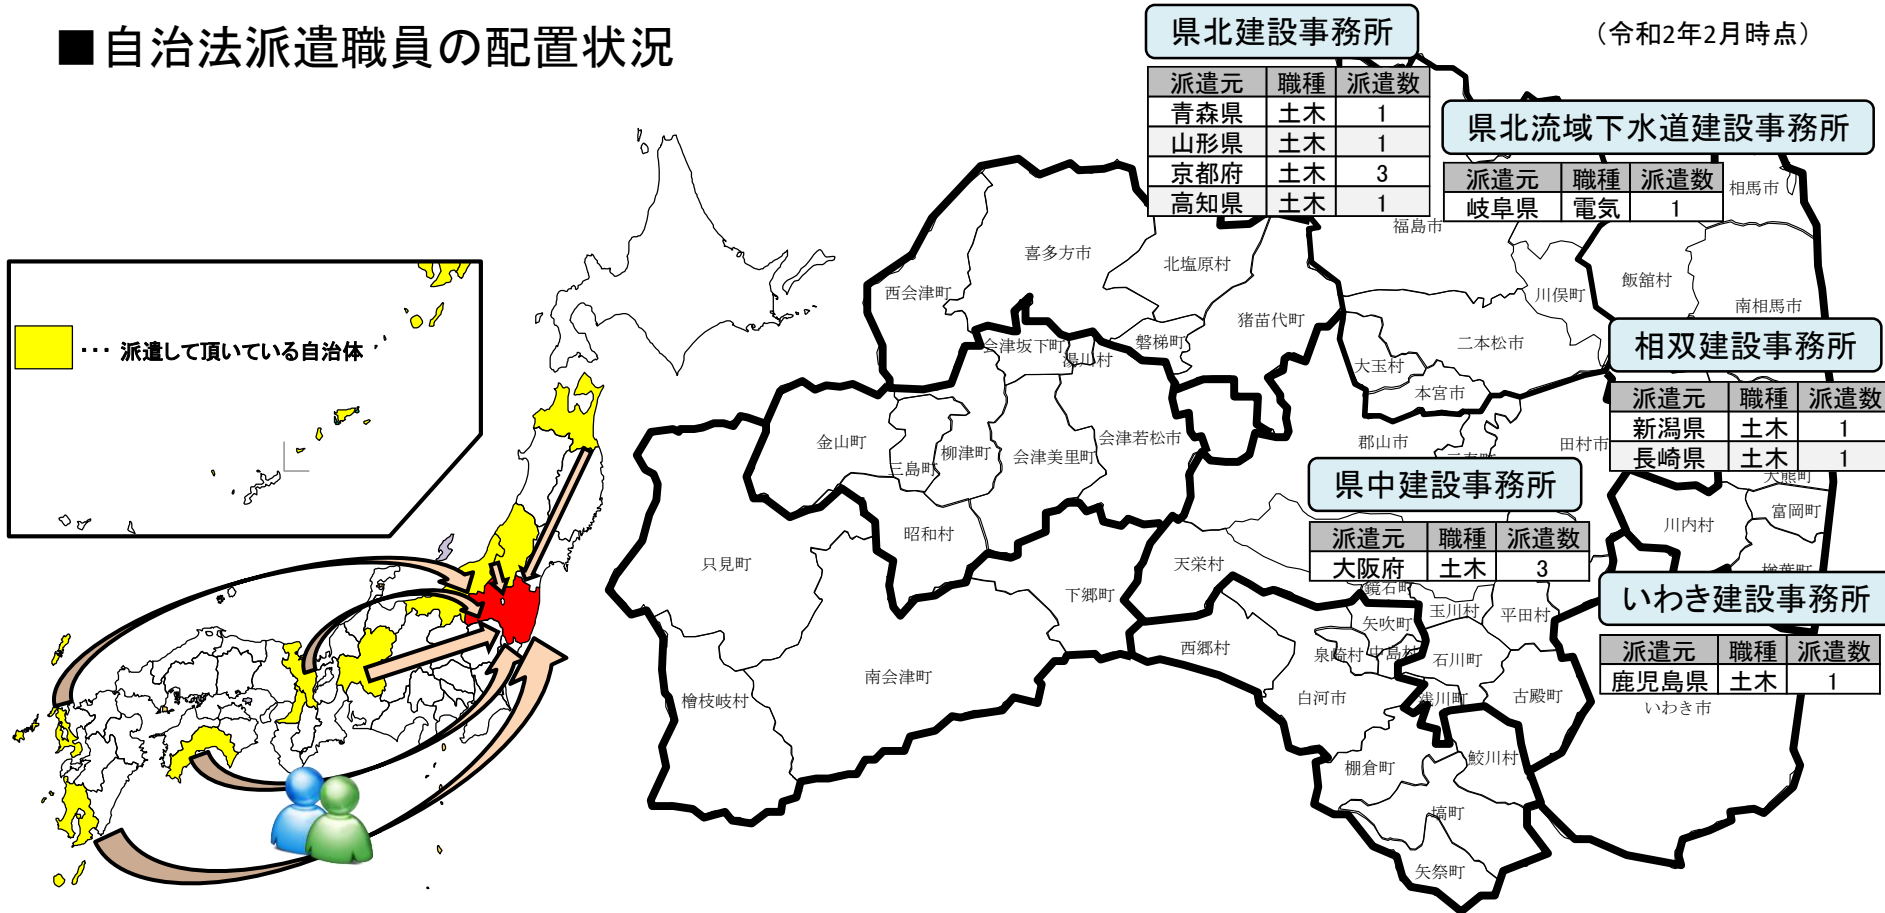 ■自治法派遣職員の配置状況
（令和2年2月時点）
県北建設事務所
派遣元 職種 派遣数
青森県 土木 1
山形県 土木 1
京都府 土木 3
高知県 土木 1
県北流域下水道建設事務所
派遣元 職種 派遣数
岐阜県 電気 1
相双建設事務所
派遣元 職種 派遣数
新潟県 土木 1
長崎県 土木 1
県中建設事務所
派遣元 職種 派遣数
大阪府 土木 3
いわき建設事務所
派遣元 職種 派遣数
鹿児島県 土木 1
… 派遣して頂いている自治体
相馬市
福島市
喜多方市
北塩原村
西会津町
飯舘村
川俣町
南相馬市
猪苗代町
磐梯町
会津坂下町
湯川村
二本松市
大玉村
本宮市
金山町
三島町
柳津町
会津美里町
会津若松市
郡山市
田村市
大熊町
富岡町
川内村
昭和村
只見町
天栄村
下郷町
鏡石町
玉川村
平田村
矢吹町
西郷村
泉崎村
中島村
石川町
南会津町
檜枝岐村
白河市
浅川町
古殿町
いわき市
棚倉町
鮫川村
塙町
矢祭町